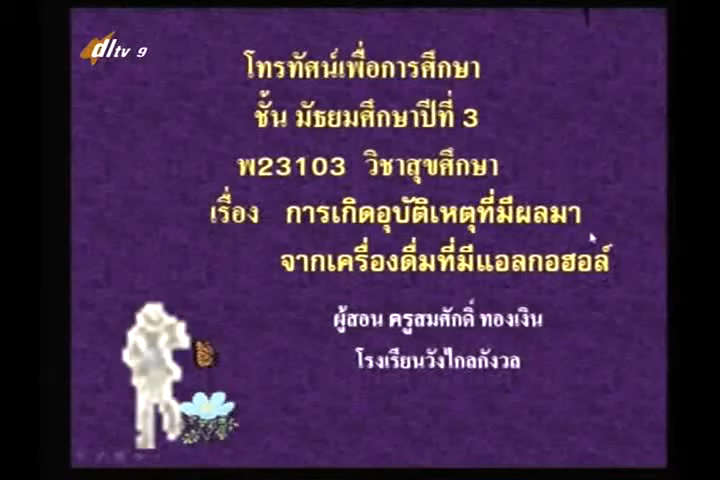 dltv 9
โทรทัศน์เพื่อการศึกษา
ชั้น มัธยมศึกษาปีที่ 3
พ23103 วิชาสุขศึกษา
เรื่อง การเกิดอุบัติเหตุที่มีผลมา
จากเครื่องดื่มที่มีแอลกอฮอล์
ผู้สอน ครูสมศักดิ์ ทองเงิน
โรงเรียนวังไกลกังวล